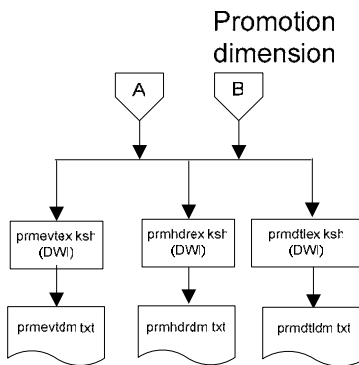 Promotion
dimension
A
B
prmevtex ksh
(DWI)
prmhdrex ksh
(DWI)
prmdtlex ksh
(DWI)
prmevtdm txt
prmhdrdm txt
prmdtldm txt